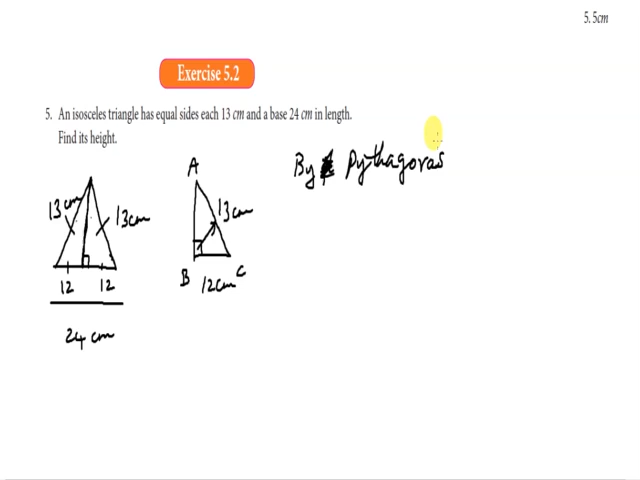 5.5cm
Exercise 5.2
5. An isosceles triangle has equal sides each 13 cm and a base 24 cm in length.
Find its height.
By Pythagoras
A
13cm
13cm
13cm
B
12cm
C
12
12
24 cm